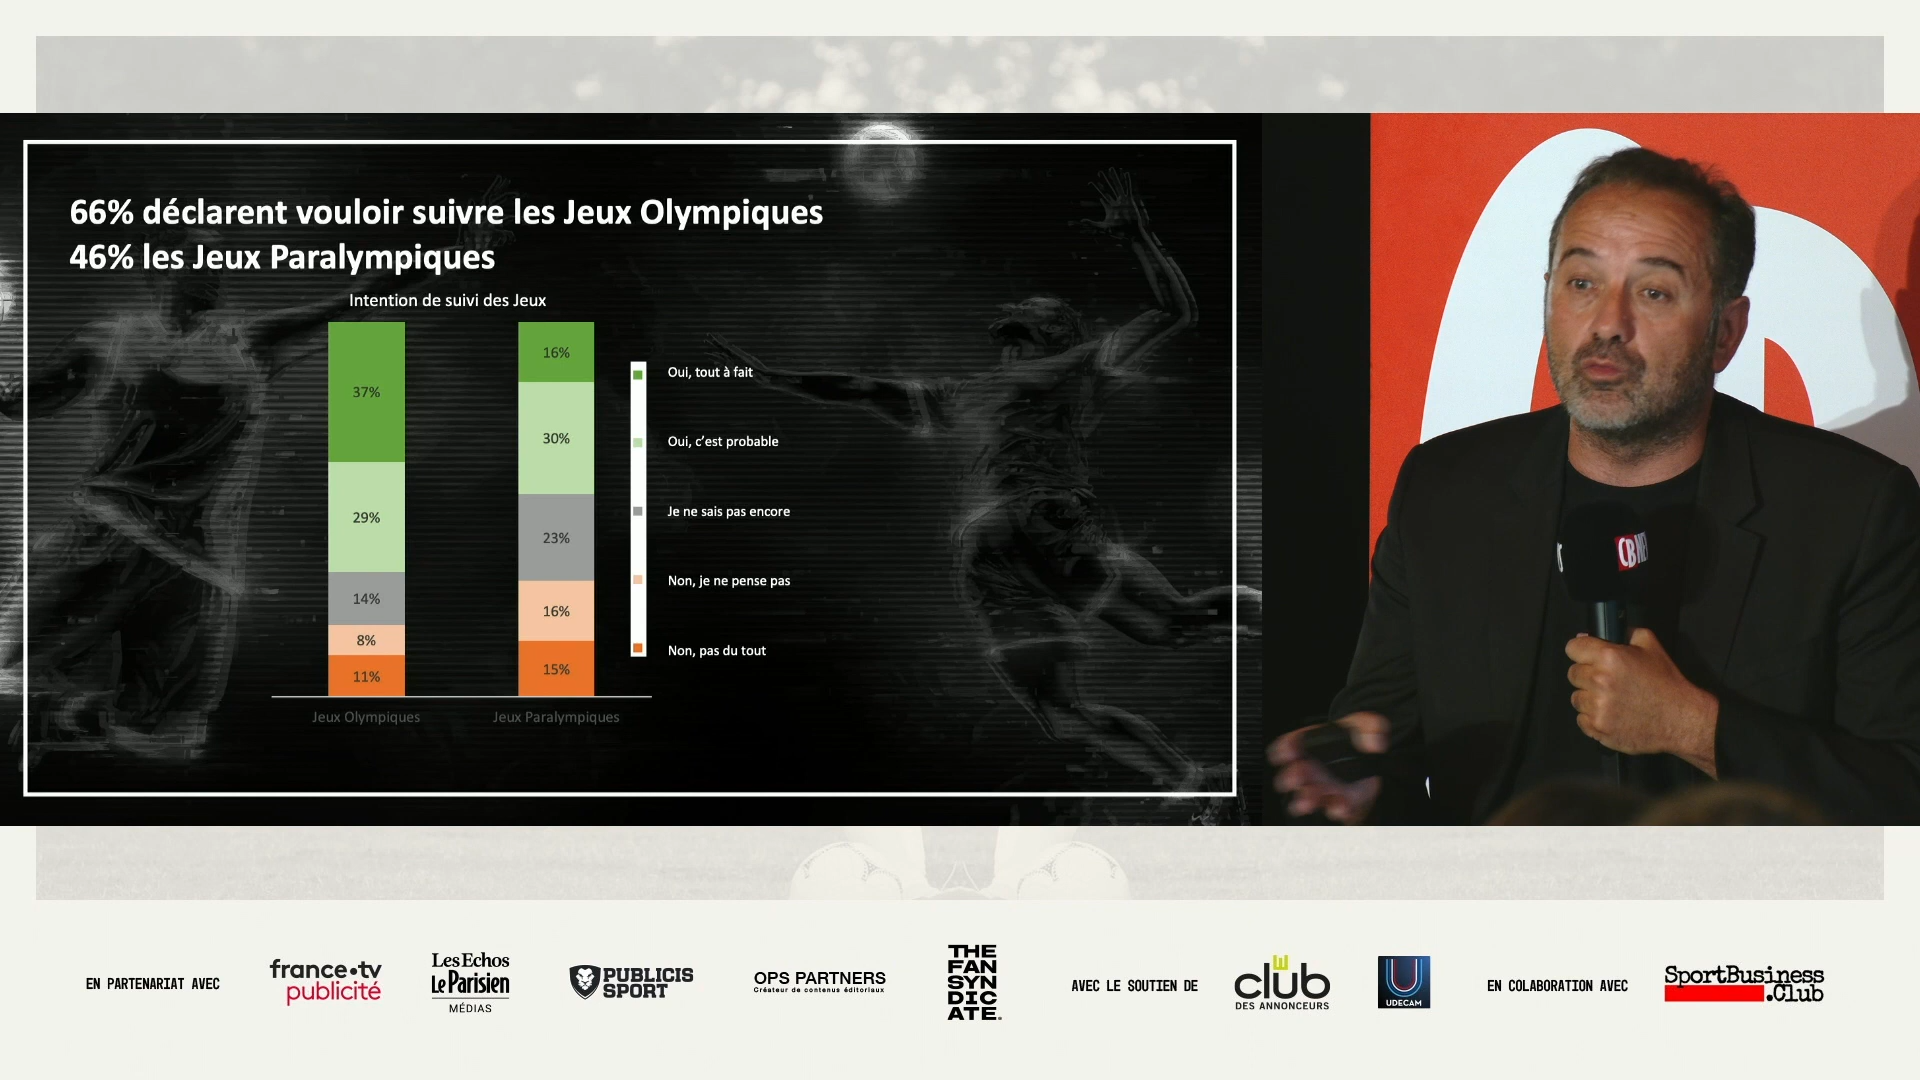 66% déclarent vouloir suivre les Jeux Olympiques
46% les Jeux Paralympiques
Intention de suivi des Jeux
37%
29%
14%
8%
11%
16%
30%
23%
16%
15%
Jeux Olympiques
Jeux Paralympiques
Oui, tout à fait
Oui, c'est probable
Je ne sais pas encore
Non, je ne pense pas
Non, pas du tout
EN PARTENARIAT AVEC
france•tv
publicité
Les Echos
Le Parisien
MÉDIAS
PUBLICIS
SPORT
OPS PARTNERS
Créateur de contenus éditoriaux
THE
FAN
SYN
DIC
ATE.
AVEC LE SOUTIEN DE
club
DES ANNONCEURS
UDECAM
EN COLABORATION AVEC
SportBusiness
.Club